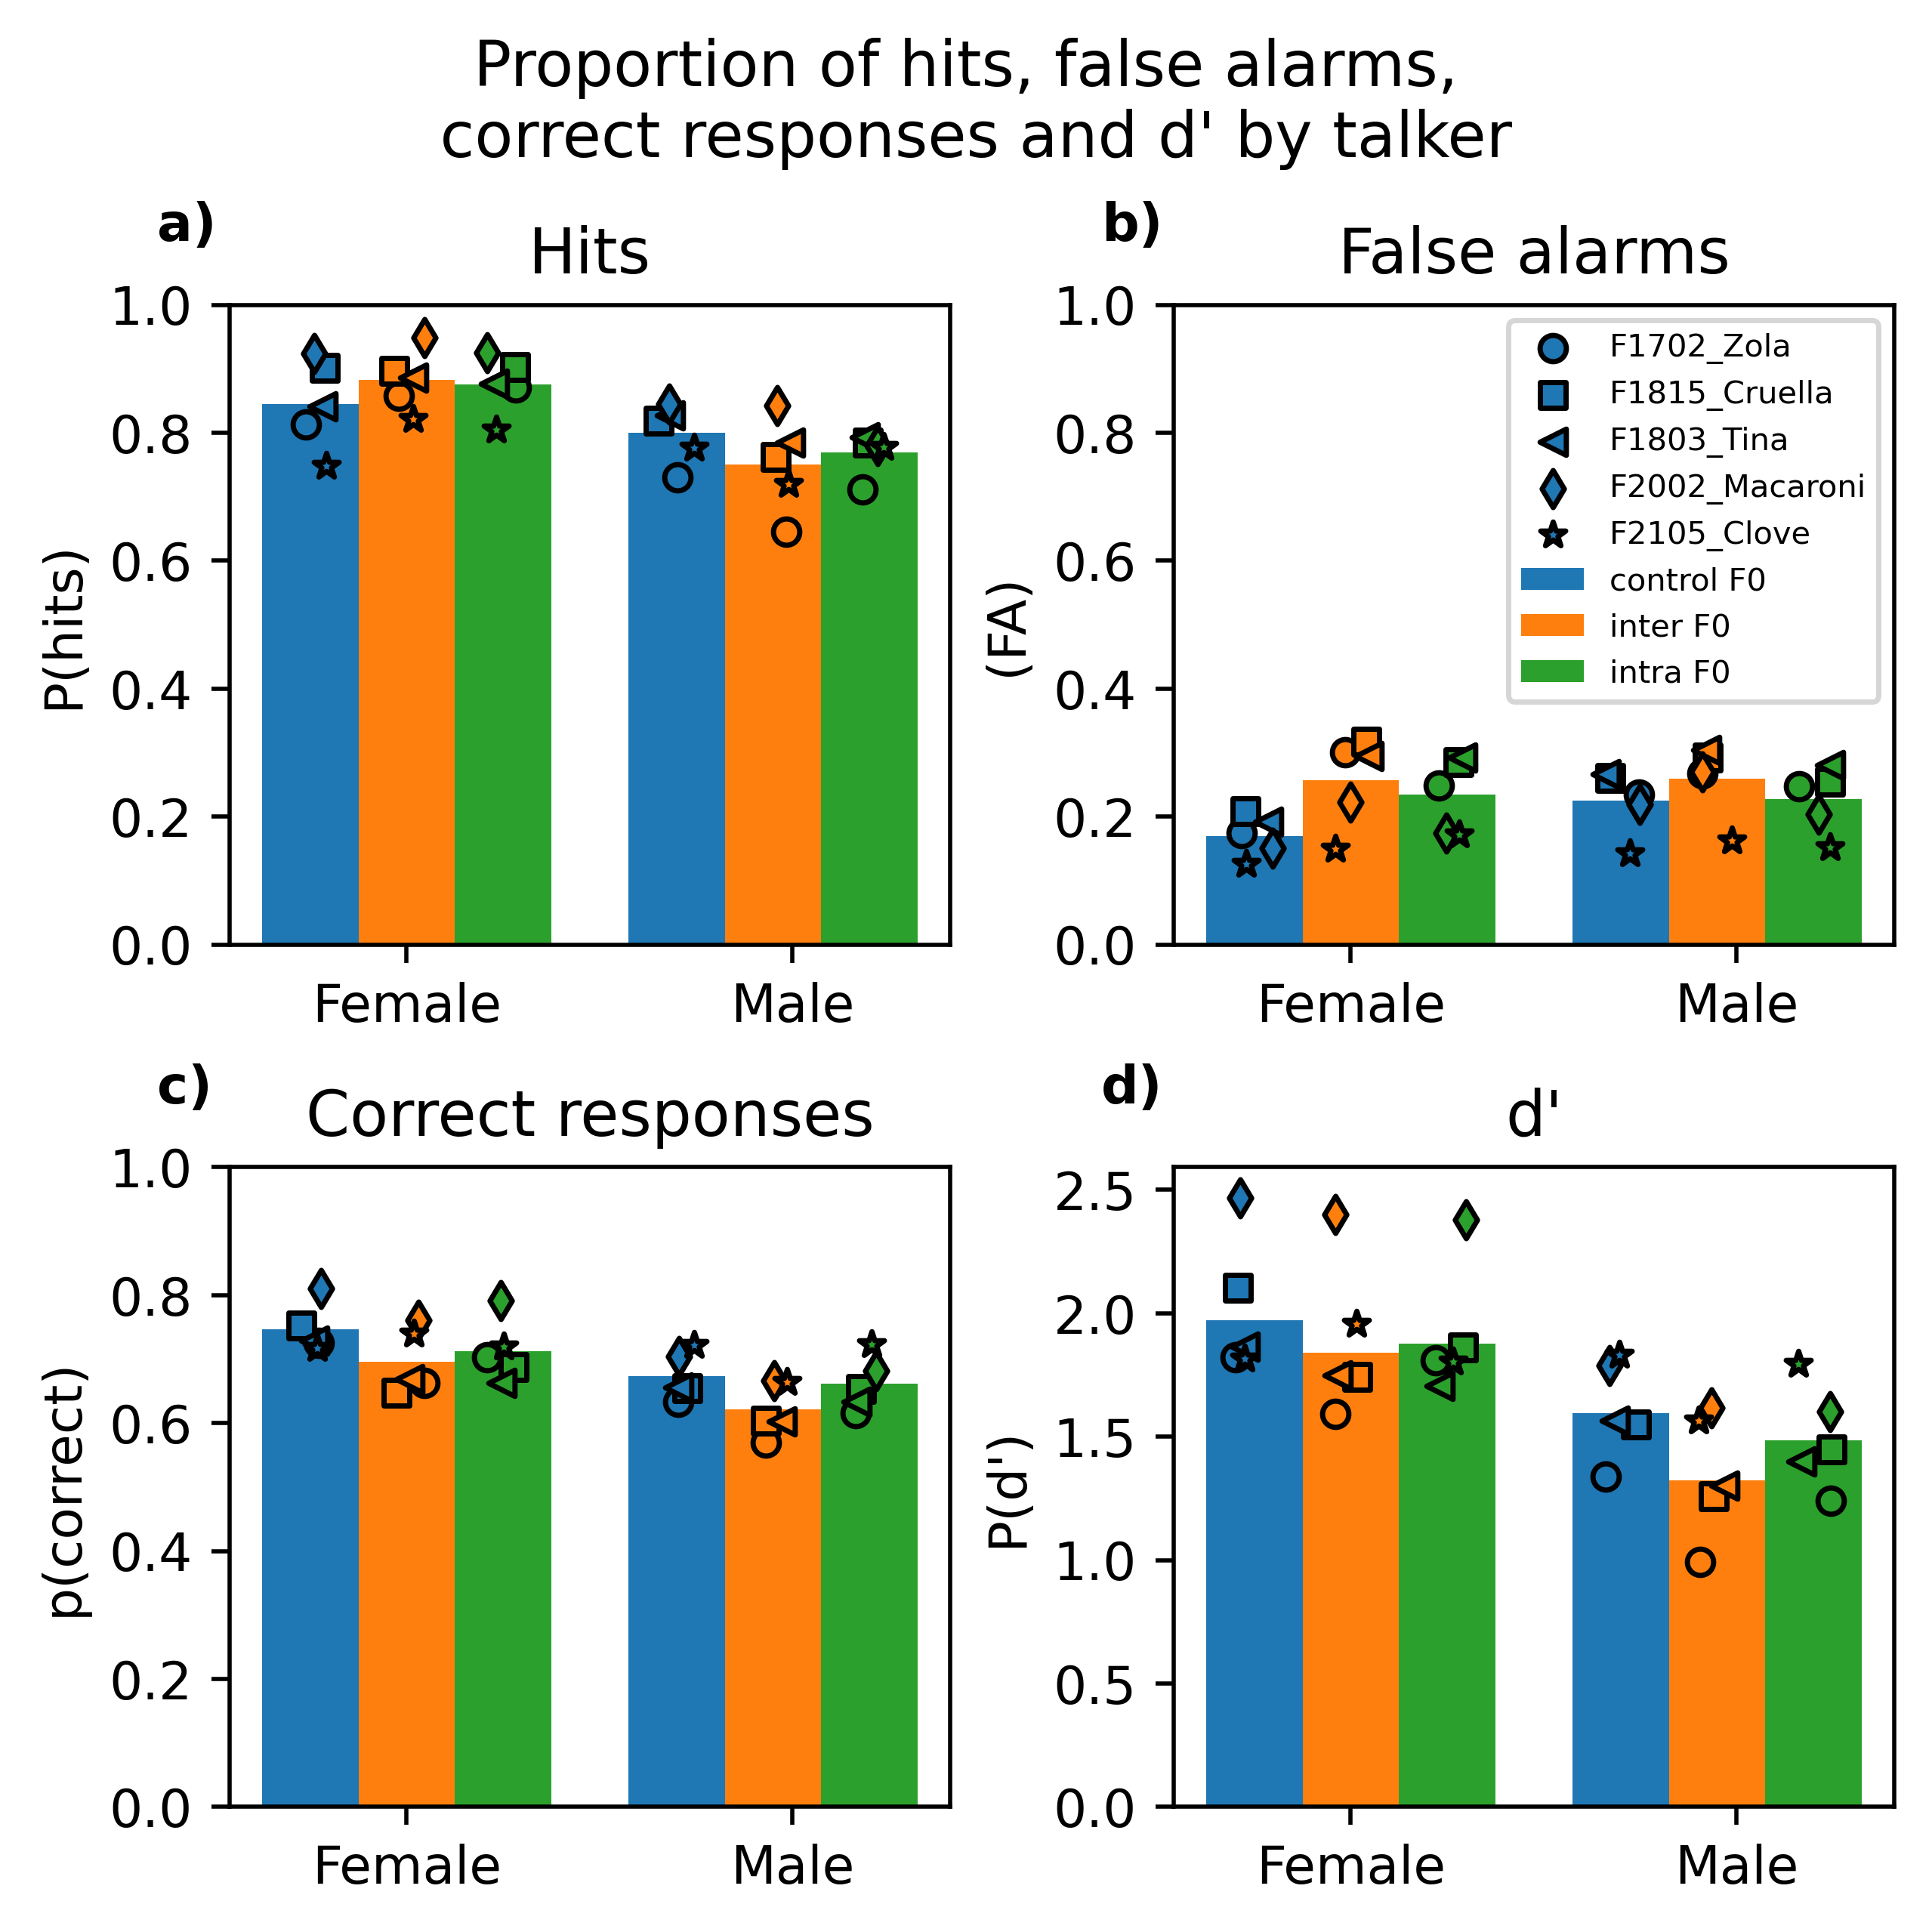 Proportion of hits, false alarms,
correct responses and d' by talker
a)
Hits
1.0
0.8
0.6
0.4
0.2
0.0
P(hits)
Female
Male
b)
False alarms
1.0
0.8
0.6
0.4
0.2
0.0
(FA)
F1702_Zola
F1815_Cruella
F1803_Tina
F2002_Macaroni
F2105_Clove
control F0
inter F0
intra F0
Female
Male
c)
Correct responses
1.0
0.8
0.6
0.4
0.2
0.0
p(correct)
Female
Male
d)
d'
2.5
2.0
1.5
1.0
0.5
0.0
P(d')
Female
Male